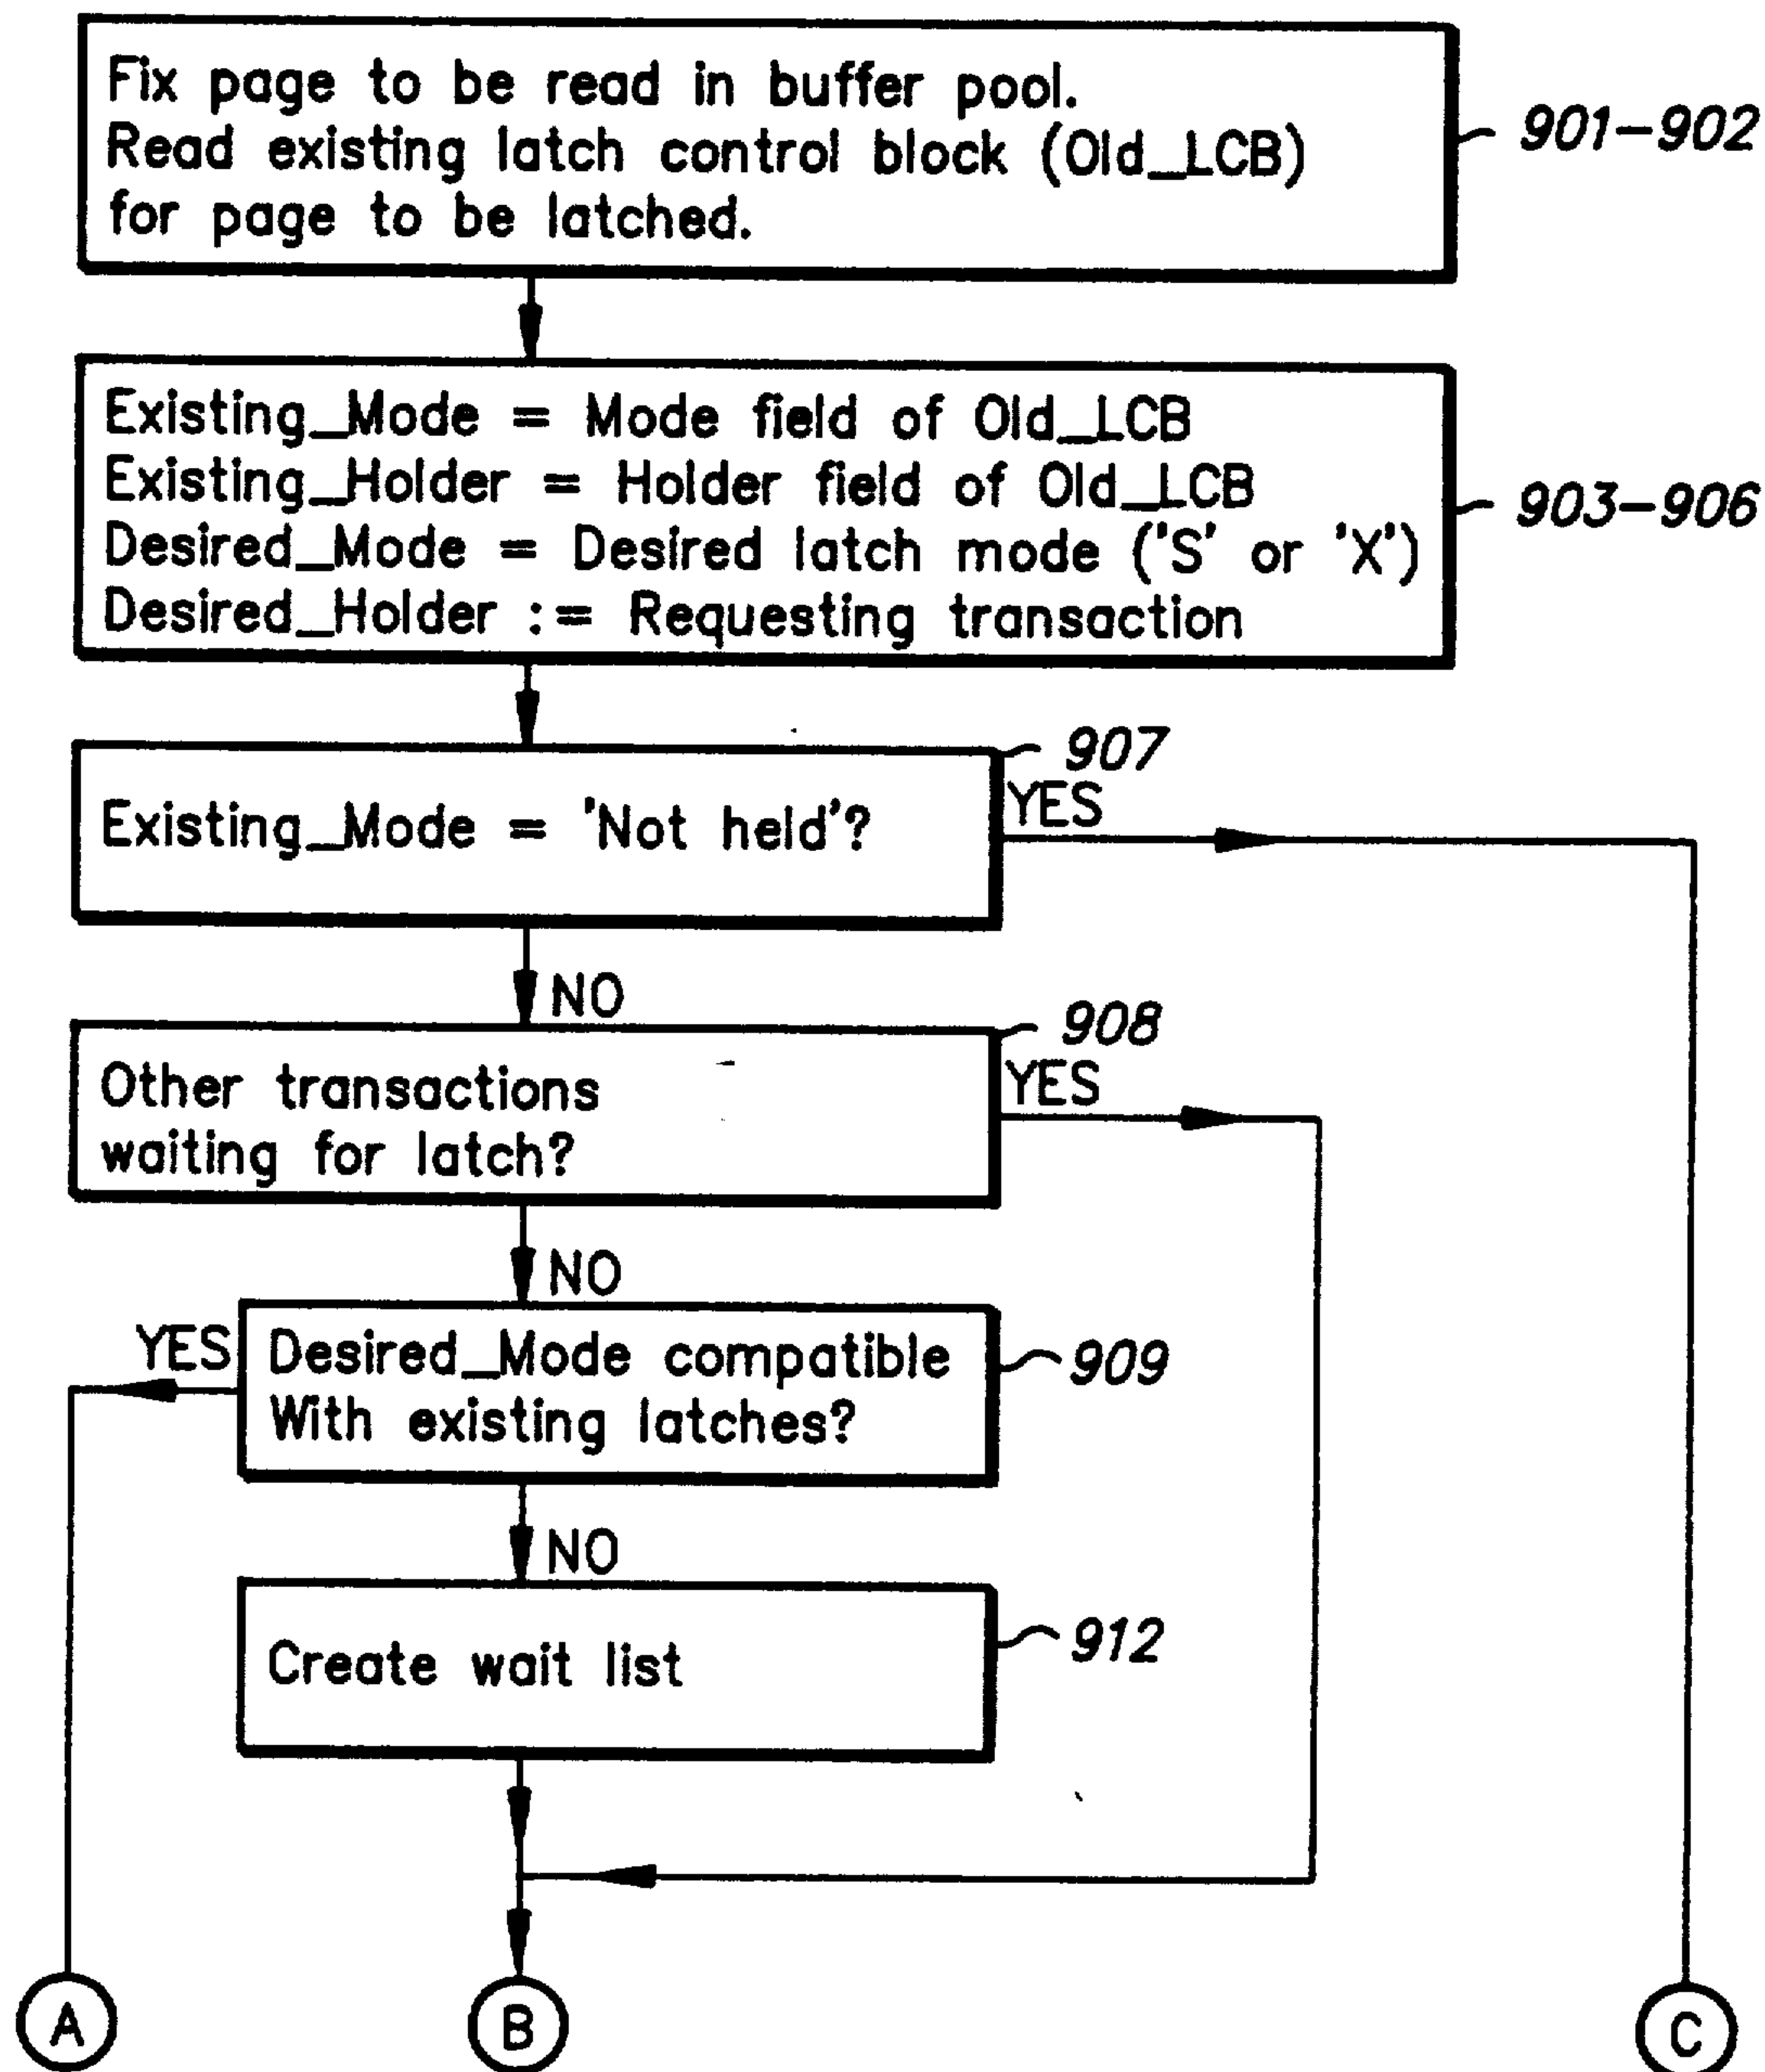 Fix page to be read in buffer pool.
Read existing latch control block (Old_LCB)
for page to be latched.
901-902
Existing_Mode = Mode field of Old_LCB
Existing_Holder = Holder field of Old_LCB
Desired_Mode = Desired latch mode ('S' or 'X')
Desired_Holder := Requesting transaction
903-906
907
Existing_Mode = 'Not held'?
YES
NO
908
Other transactions
waiting for latch?
YES
NO
YES
Desired_Mode compatible
With existing latches?
909
NO
Create wait list
912
A
B
C